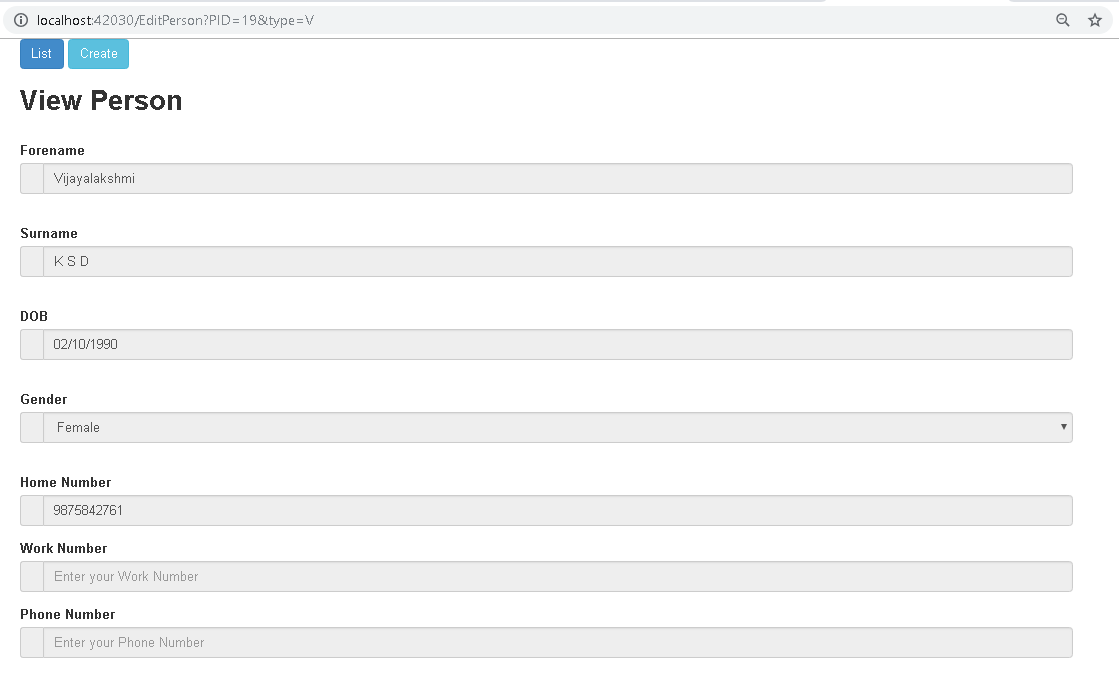 localhost:42030/EditPerson?PID=19&type=V
List Create
View Person
Forename
Vijayalakshmi
Surname
K S D
DOB
02/10/1990
Gender
Female
Home Number
9875842761
Work Number
Enter your Work Number
Phone Number
Enter your Phone Number